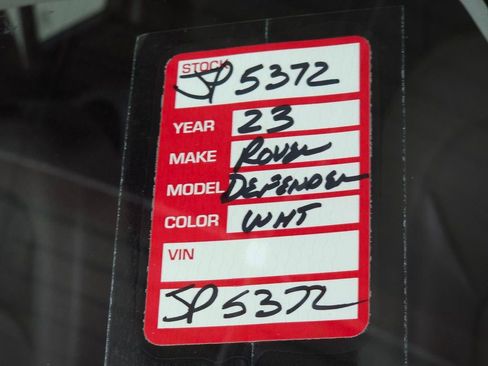 STOCK
JP5372
YEAR 23
MAKE Rover
MODEL DEFENDER
COLOR WHT
VIN
JP5372